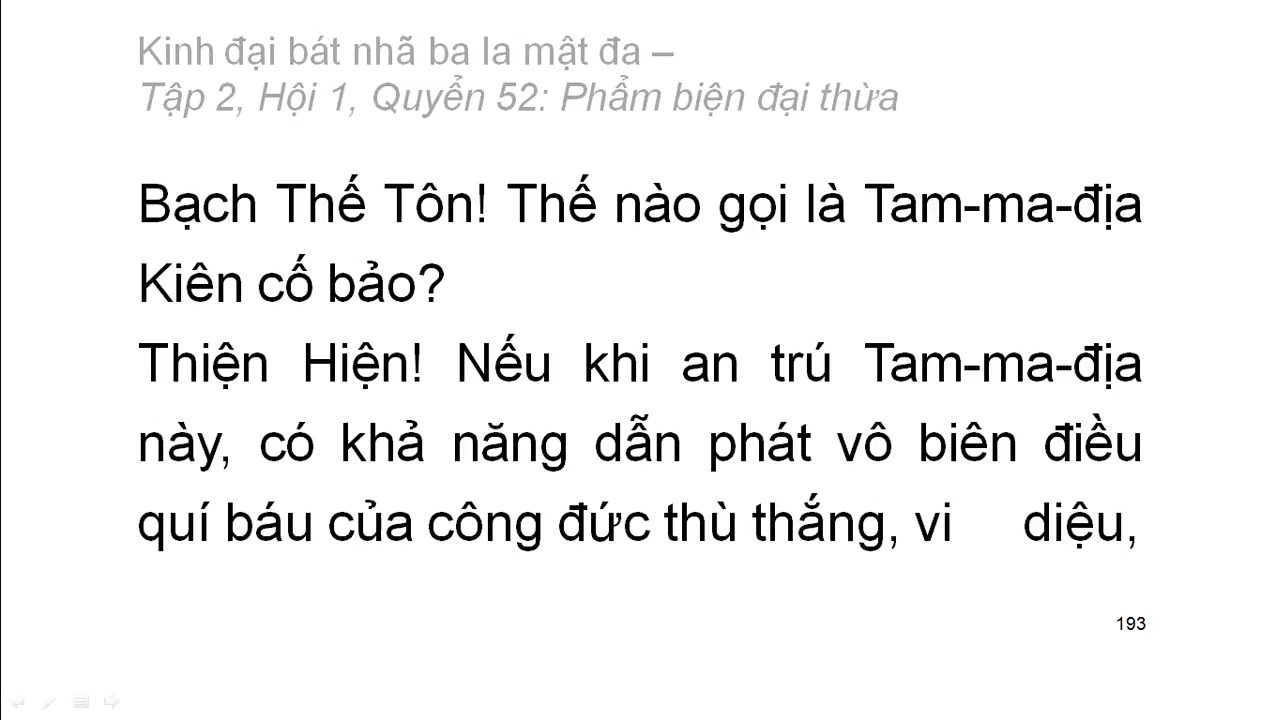 Kinh đại bát nhã ba la mật đa –
Tập 2, Hội 1, Quyển 52: Phẩm biện đại thừa
Bạch Thế Tôn! Thế nào gọi là Tam-ma-địa
Kiên cố bảo?
Thiện Hiện! Nếu khi an trú Tam-ma-địa
này, có khả năng dẫn phát vô biên điều
quí báu của công đức thù thắng, vi diệu,
193